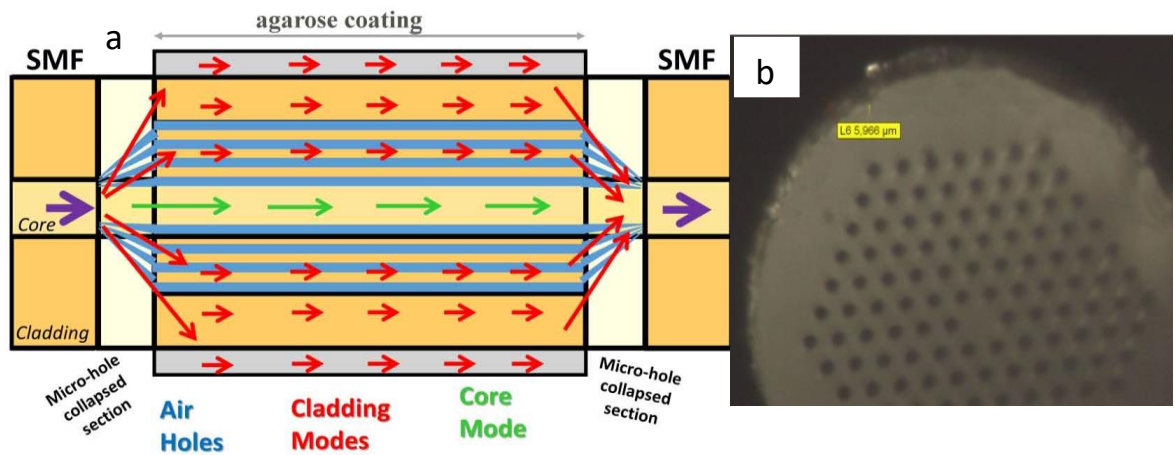 agarose coating
a
SMF
SMF
b
L6 5,966 µm
Core
Cladding
Micro-hole
collapsed
section
Air
Holes
Cladding
Modes
Core
Mode
Micro-hole
collapsed
section